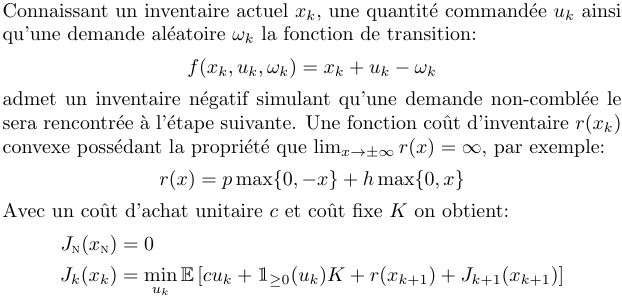 Connaissant un inventaire actuel $x_k$, une quantité commandée $u_k$ ainsi
qu'une demande aléatoire $\omega_k$ la fonction de transition:
$f(x_k, u_k, \omega_k) = x_k + u_k - \omega_k$
admet un inventaire négatif simulant qu'une demande non-comblée le
sera rencontrée à l'étape suivante. Une fonction coût d'inventaire $r(x_k)$
convexe possédant la propriété que $\lim_{x \to \pm\infty} r(x) = \infty$, par exemple:
$r(x) = p \max\{0, -x\} + h \max\{0, x\}$
Avec un coût d'achat unitaire $c$ et coût fixe $K$ on obtient:
$J_N(x_N) = 0$
$J_k(x_k) = \min_{u_k} \mathbb{E} \left[ cu_k + \mathbb{1}_{\geq 0}(u_k)K + r(x_{k+1}) + J_{k+1}(x_{k+1}) \right]$